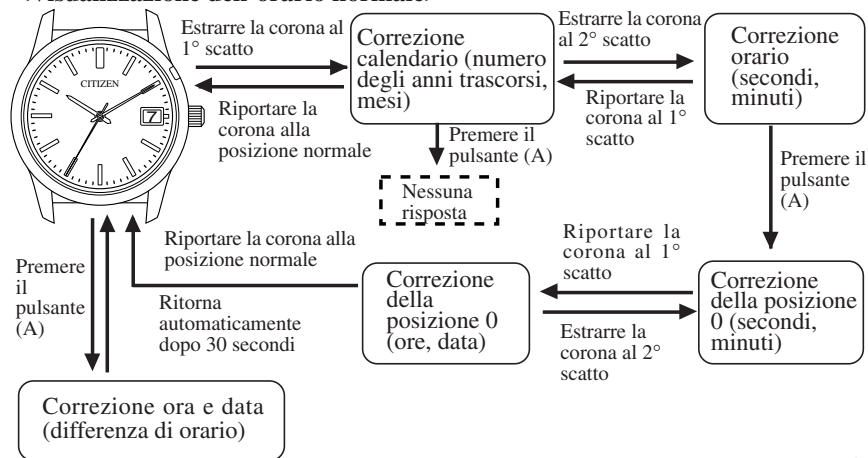 Estrarre la corona al
1° scatto
Riportare la
corona alla
posizione normale
Correzione
calendario (numero
degli anni trascorsi,
mesi)
Estrarre la corona
al 2° scatto
Riportare la
corona al 1°
scatto
Correzione
orario
(secondi,
minuti)
CITIZEN
7
Premere il
pulsante (A)
Nessuna
risposta
Premere il
pulsante
(A)
Premere
il
pulsante
(A)
Riportare la corona alla
posizione normale
Ritorna
automaticamente
dopo 30 secondi
Correzione
della
posizione 0
(ore, data)
Riportare la
corona al 1°
scatto
Estrarre la
corona al 2°
scatto
Correzione
della posizione
0 (secondi,
minuti)
Correzione ora e data
(differenza di orario)